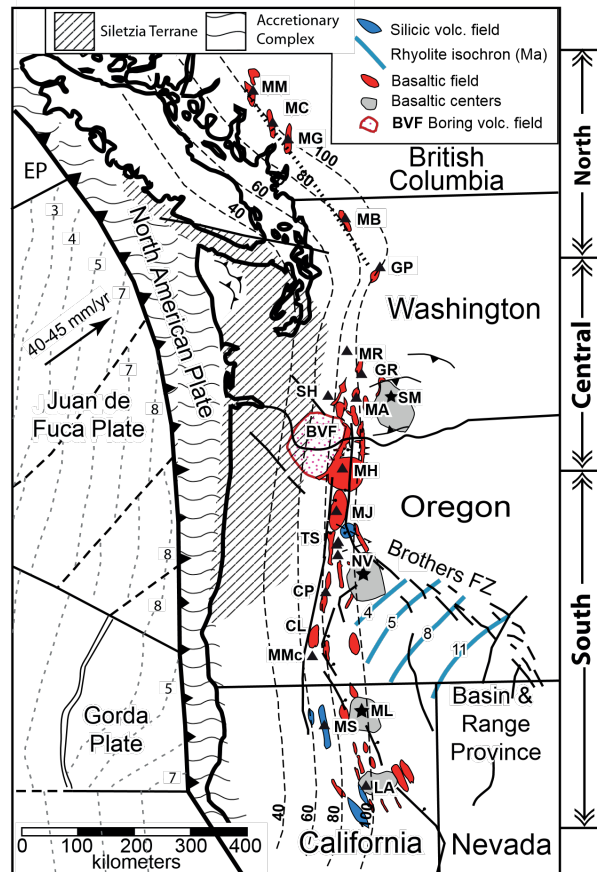 Siletzia Terrane
Accretionary
Complex
Silicic volc. field
Rhyolite isochron (Ma)
Basaltic field
Basaltic centers
BVF Boring volc. field
MM
MC
MG
100
80
60
40
British
Columbia
North
EP
3
4
5
7
North American Plate
MB
GP
Washington
40-45 mm/yr
7
8
Juan de
Fuca Plate
MR
GR
SH
SM
MA
BVF
Central
MH
MJ
Oregon
TS
NV
Brothers FZ
8
8
CP
4
5
8
11
CL
MMc
South
5
7
Gorda
Plate
ML
MS
LA
Basin &
Range
Province
40
60
80
100
0 100 200 300 400
kilometers
California
Nevada